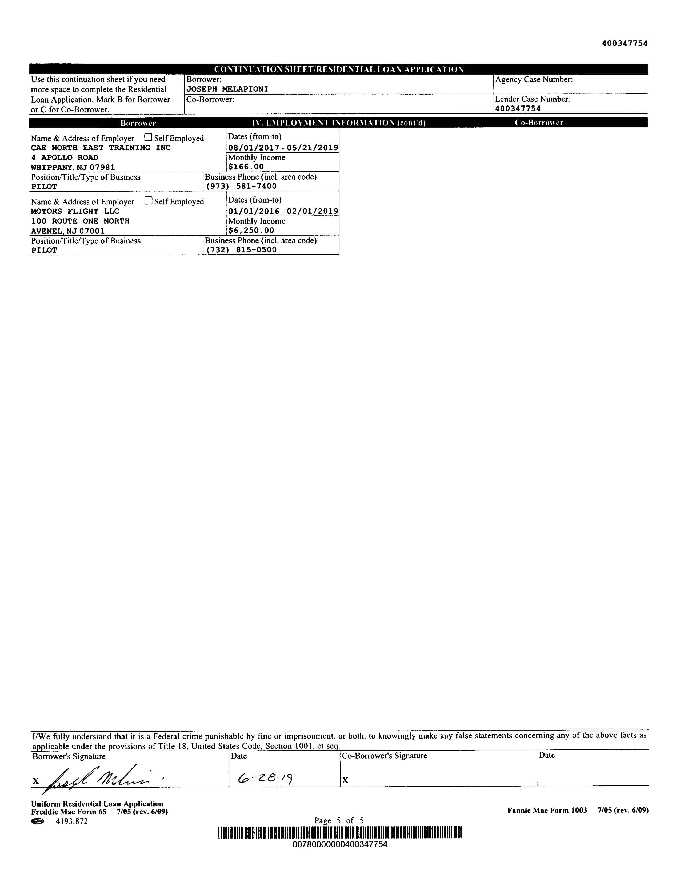 400347754
CONTINUATION SHEET/RESIDENTIAL LOAN APPLICATION
Use this continuation sheet if you need more space to complete the Residential Loan Application. Mark B for Borrower or C for Co-Borrower.
Borrower:
JOSEPH MELAPIONI
Co-Borrower:
Agency Case Number:
Lender Case Number:
400347754
Borrower IV. EMPLOYMENT INFORMATION (cont'd) Co-Borrower
Name & Address of Employer Self Employed Dates (from-to)
CAE NORTH EAST TRAINING INC 08/01/2017-05/21/2019
4 APOLLO ROAD Monthly Income
WHIPPANY, NJ 07981 $166.00
Position/Title/Type of Business Business Phone (incl. area code)
PILOT (973) 581-7400
Name & Address of Employer Self Employed Dates (from-to)
MOTORS FLIGHT LLC 01/01/2016 02/01/2019
100 ROUTE ONE NORTH Monthly Income
AVENEL, NJ 07001 $6,250.00
Position/Title/Type of Business Business Phone (incl. area code)
PILOT (732) 815-0500
I/We fully understand that it is a Federal crime punishable by fine or imprisonment, or both, to knowingly make any false statements concerning any of the above facts as
applicable under the provisions of Title 18, United States Code, Section 1001, et seq.
Borrower's Signature Date Co-Borrower's Signature Date
X 6-28 19 X
Uniform Residential Loan Application
Freddie Mac Form 65 7/05 (rev. 6/09) Fannie Mae Form 1003 7/05 (rev. 6/09)
4193.872 Page 5 of 5
00780000000400347754